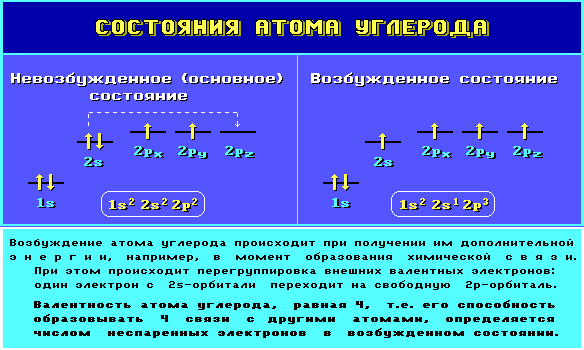 СОСТОЯНИЯ АТОМА УГЛЕРОДА
Невозбужденное (основное)
состояние
2s
2px 2py 2pz
1s
1s² 2s² 2p²
Возбужденное состояние
2s
2px 2py 2pz
1s
1s² 2s¹ 2p³
Возбуждение атома углерода происходит при получении им дополнительной
энергии, например, в момент образования химической связи.
При этом происходит перегруппировка внешних валентных электронов:
один электрон с 2s-орбитали переходит на свободную 2p-орбиталь.
Валентность атома углерода, равная 4, т.е. его способность
образовывать 4 связи с другими атомами, определяется
числом неспаренных электронов в возбужденном состоянии.